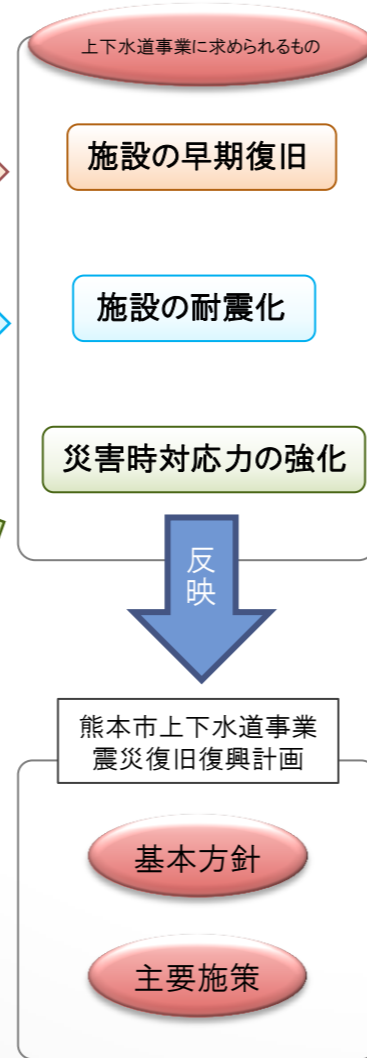 上下水道事業に求められるもの
施設の早期復旧
施設の耐震化
災害時対応力の強化
反
映
熊本市上下水道事業
震災復旧復興計画
基本方針
主要施策